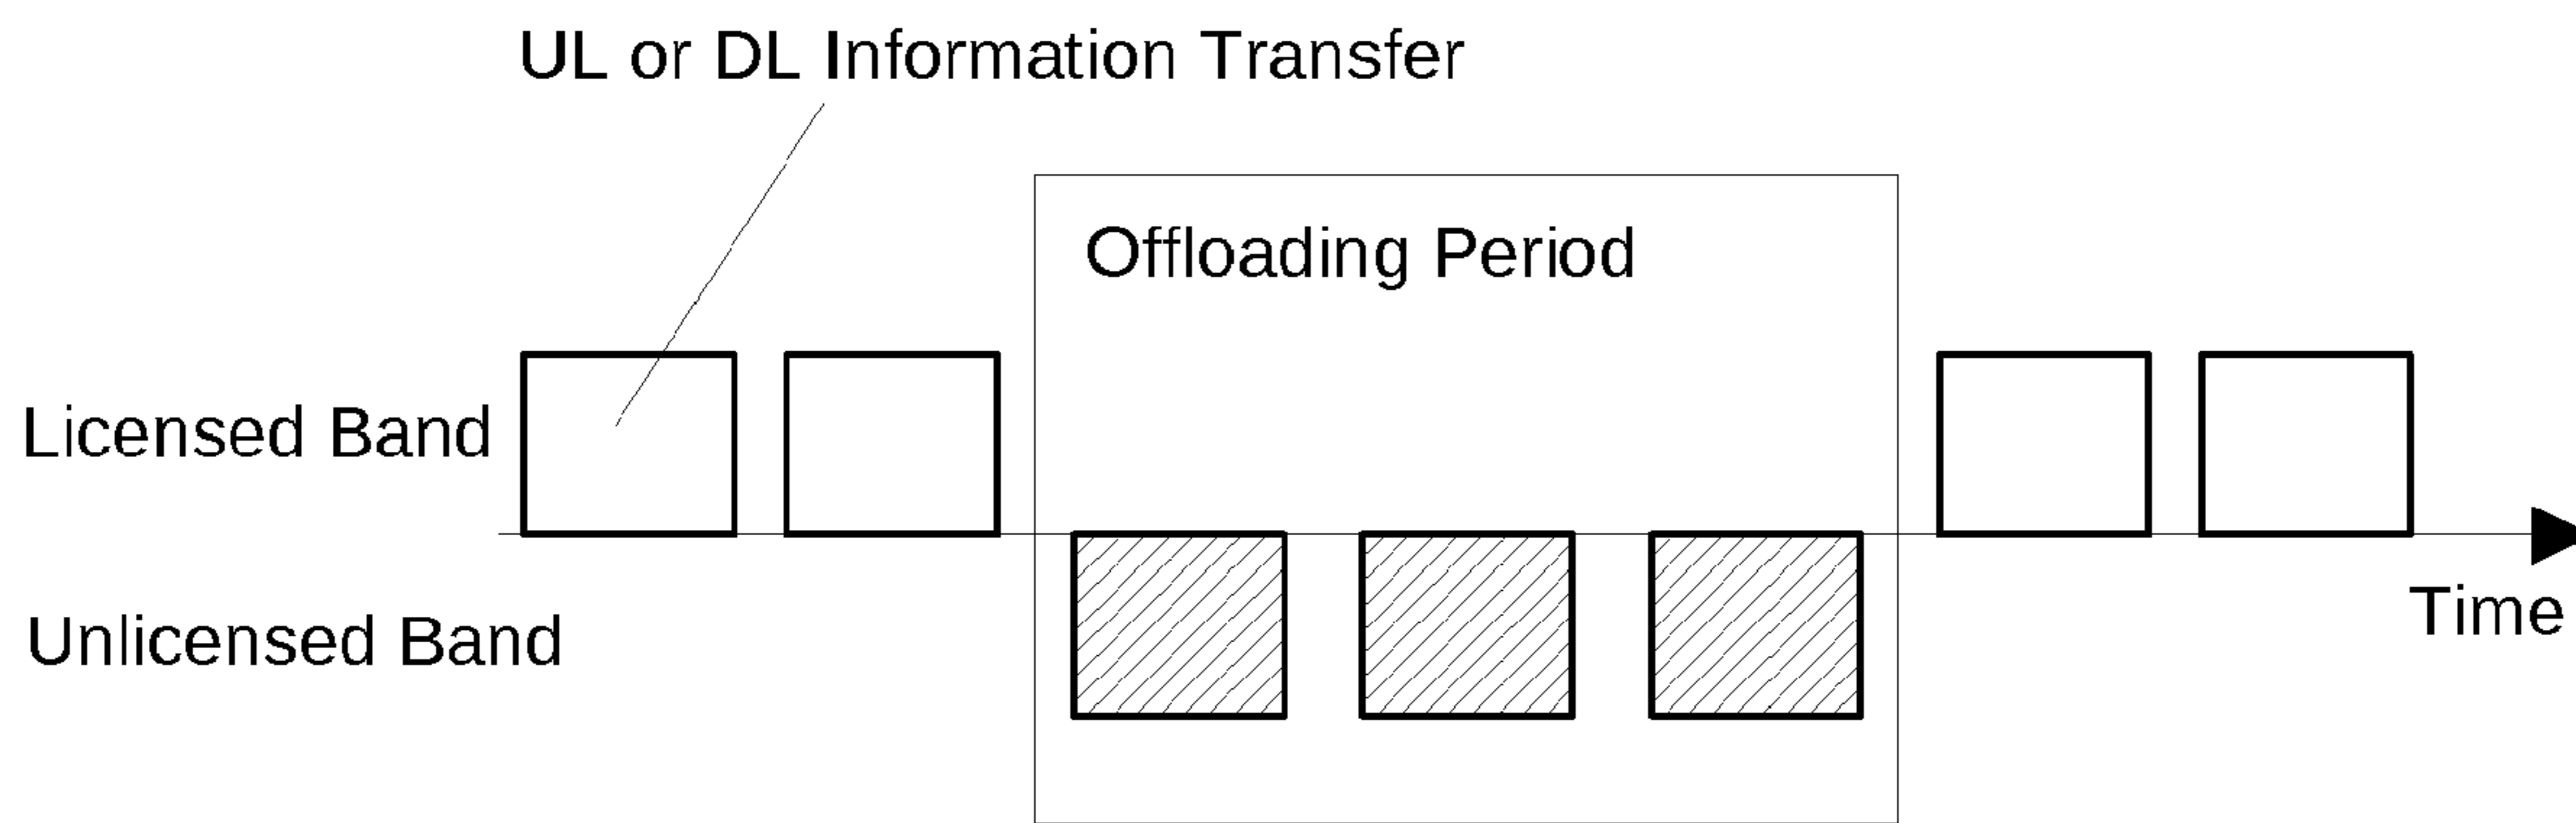 UL or DL Information Transfer
Offloading Period
Licensed Band
Unlicensed Band
Time